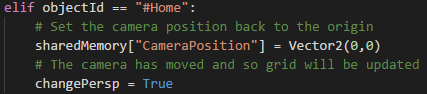 elif objectId == "#Home":
    # Set the camera position back to the origin
    sharedMemory["CameraPosition"] = Vector2(0,0)
    # The camera has moved and so grid will be updated
    changePersp = True